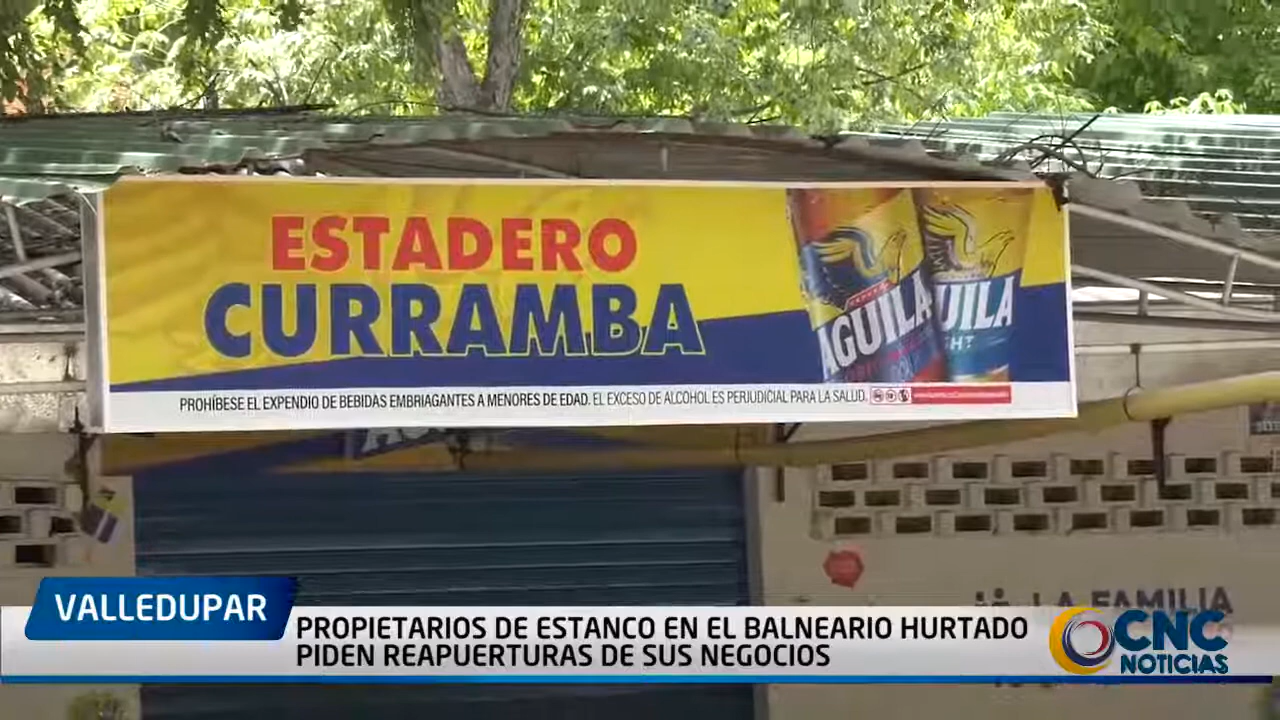 ESTADERO
CURRAMBA
AGUILA
UILA
PROHÍBESE EL EXPENDIO DE BEBIDAS EMBRIAGANTES A MENORES DE EDAD. EL EXCESO DE ALCOHOL ES PERJUDICIAL PARA LA SALUD.
LA FAMILIA
VALLEDUPAR
PROPIETARIOS DE ESTANCO EN EL BALNEARIO HURTADO
PIDEN REAPUERTURAS DE SUS NEGOCIOS
CNC
NOTICIAS